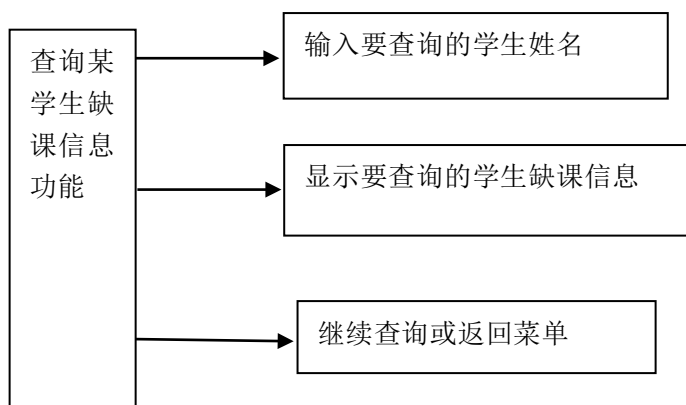 查询某
学生缺
课信息
功能
输入要查询的学生姓名
显示要查询的学生缺课信息
继续查询或返回菜单